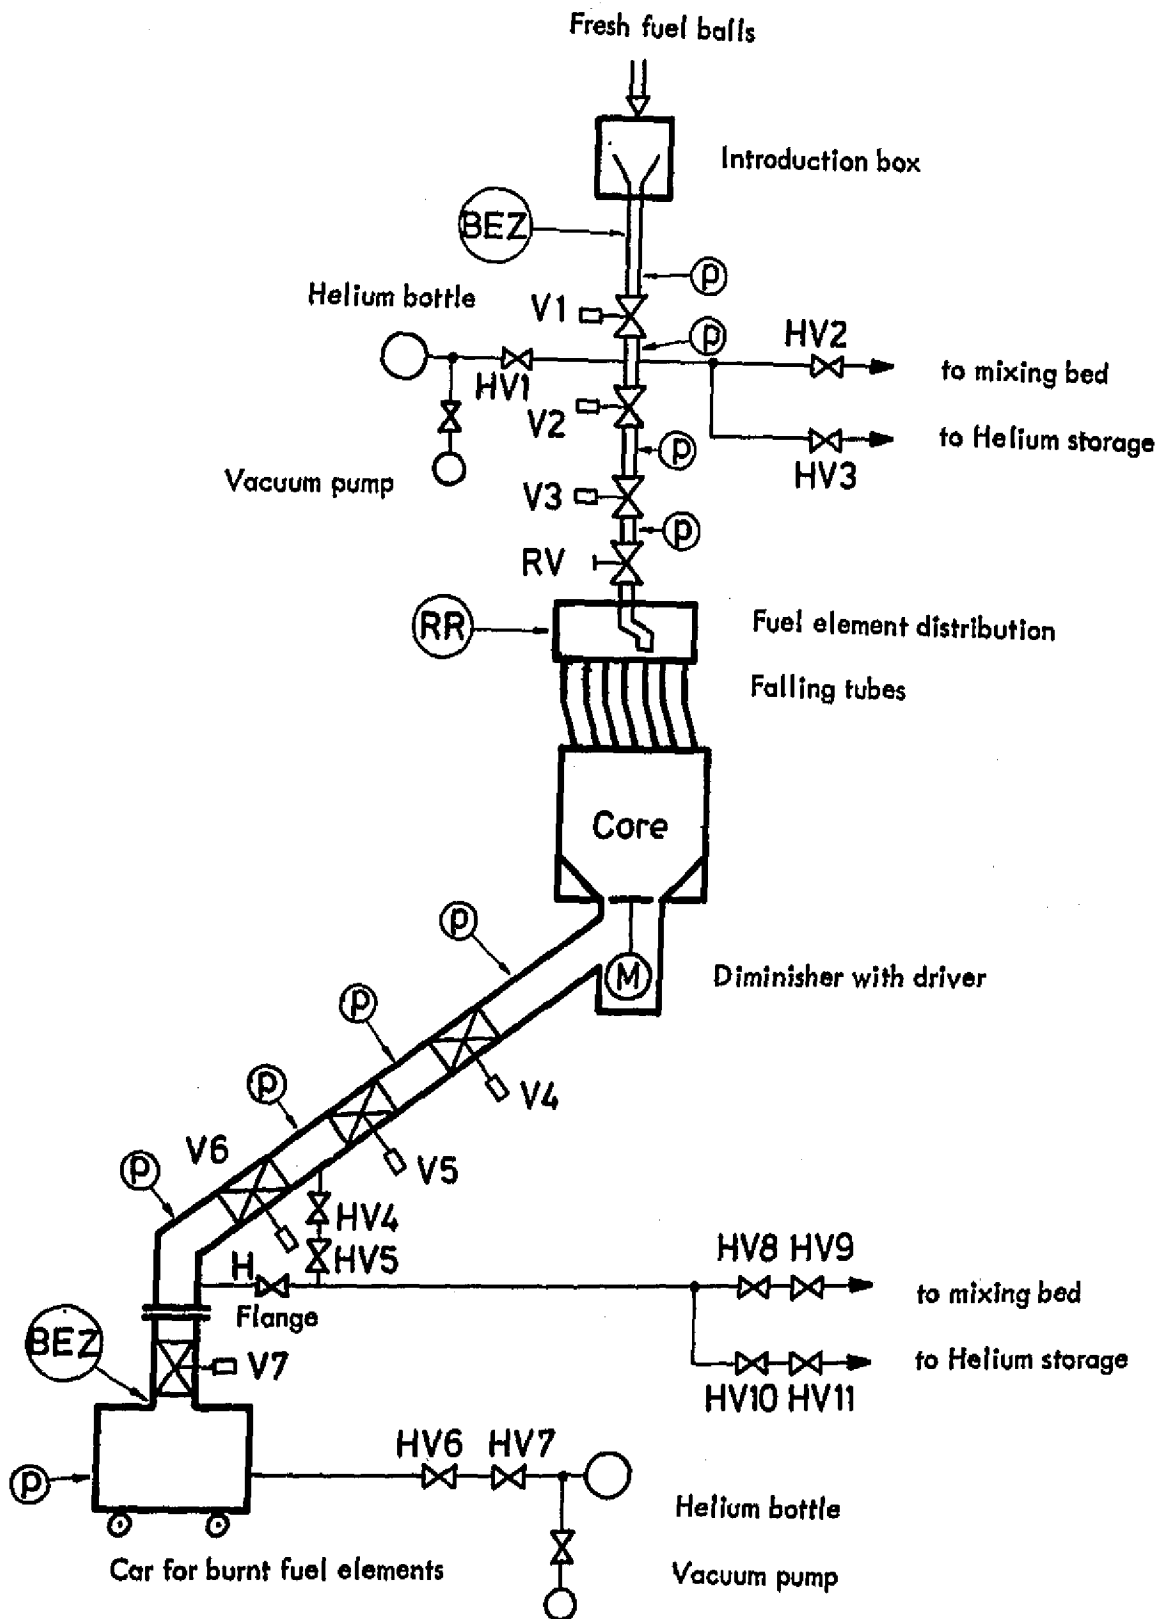 Fresh fuel balls
Introduction box
BEZ
p
Helium bottle
V1
p
HV2
HV1
to mixing bed
V2
to Helium storage
p
HV3
Vacuum pump
V3
p
RV
RR
Fuel element distribution
Falling tubes
Core
p
M
Diminisher with driver
p
V4
p
V6
V5
p
HV4
HV5
HV8 HV9
H
Flange
to mixing bed
BEZ
V7
to Helium storage
HV10 HV11
HV6 HV7
p
Helium bottle
Car for burnt fuel elements
Vacuum pump